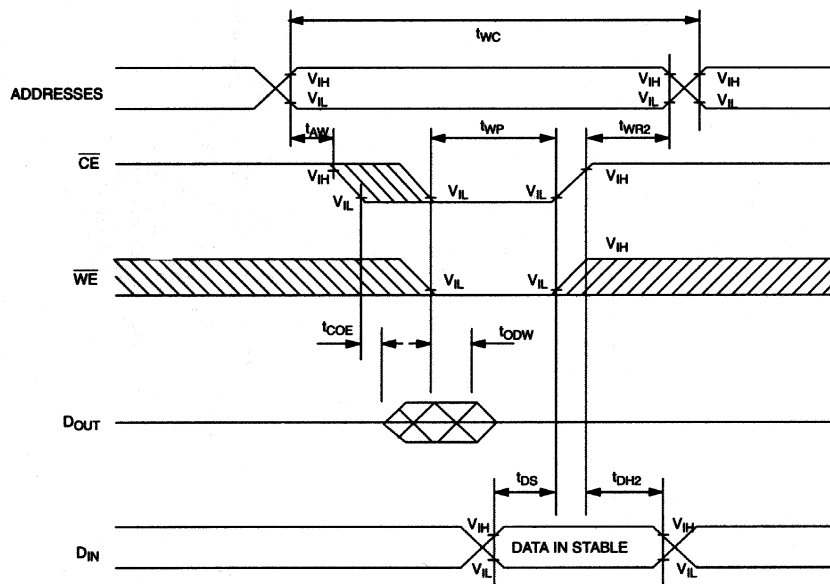 tWC
ADDRESSES
VIH VIH VIH
VIL VIL VIL
tAW tWP tWR2
CE
VIH VIH
VIL VIL VIL
VIH
WE
VIL VIL
tCOE tODW
DOUT
tDS tDH2
VIH VIH
DIN DATA IN STABLE
VIL VIL